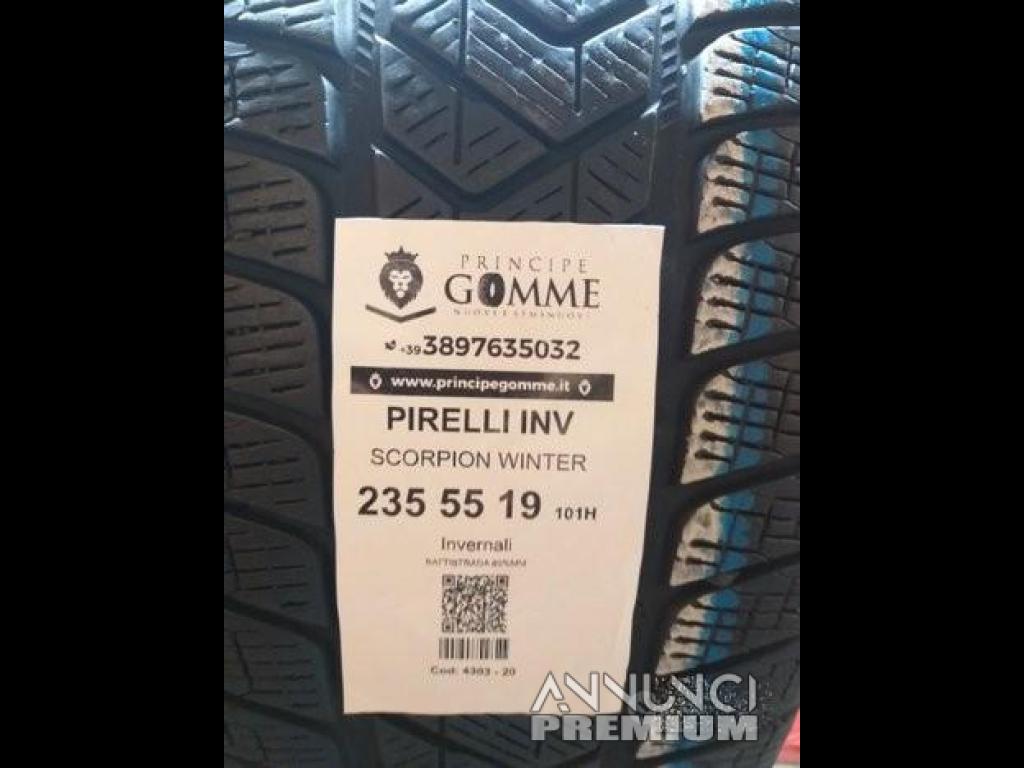 PRINCIPE
GOMME
+39 3897635032
www.principegomme.it
PIRELLI INV
SCORPION WINTER
235 55 19 101H
Invernali
BATTISTRADA
Cod: 4303 - 20
ANNUNCI
PREMIUM